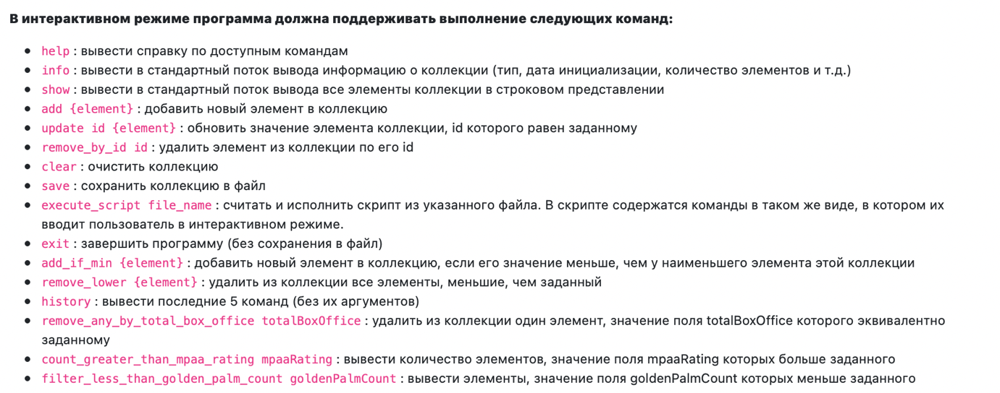 В интерактивном режиме программа должна поддерживать выполнение следующих команд:
• help : вывести справку по доступным командам
• info : вывести в стандартный поток вывода информацию о коллекции (тип, дата инициализации, количество элементов и т.д.)
• show : вывести в стандартный поток вывода все элементы коллекции в строковом представлении
• add {element} : добавить новый элемент в коллекцию
• update id {element} : обновить значение элемента коллекции, id которого равен заданному
• remove_by_id id : удалить элемент из коллекции по его id
• clear : очистить коллекцию
• save : сохранить коллекцию в файл
• execute_script file_name : считать и исполнить скрипт из указанного файла. В скрипте содержатся команды в таком же виде, в котором их
вводит пользователь в интерактивном режиме.
• exit : завершить программу (без сохранения в файл)
• add_if_min {element} : добавить новый элемент в коллекцию, если его значение меньше, чем у наименьшего элемента этой коллекции
• remove_lower {element} : удалить из коллекции все элементы, меньшие, чем заданный
• history : вывести последние 5 команд (без их аргументов)
• remove_any_by_total_box_office totalBoxOffice : удалить из коллекции один элемент, значение поля totalBoxOffice которого эквивалентно
заданному
• count_greater_than_mpaa_rating mpaaRating : вывести количество элементов, значение поля mpaaRating которых больше заданного
• filter_less_than_golden_palm_count goldenPalmCount : вывести элементы, значение поля goldenPalmCount которых меньше заданного